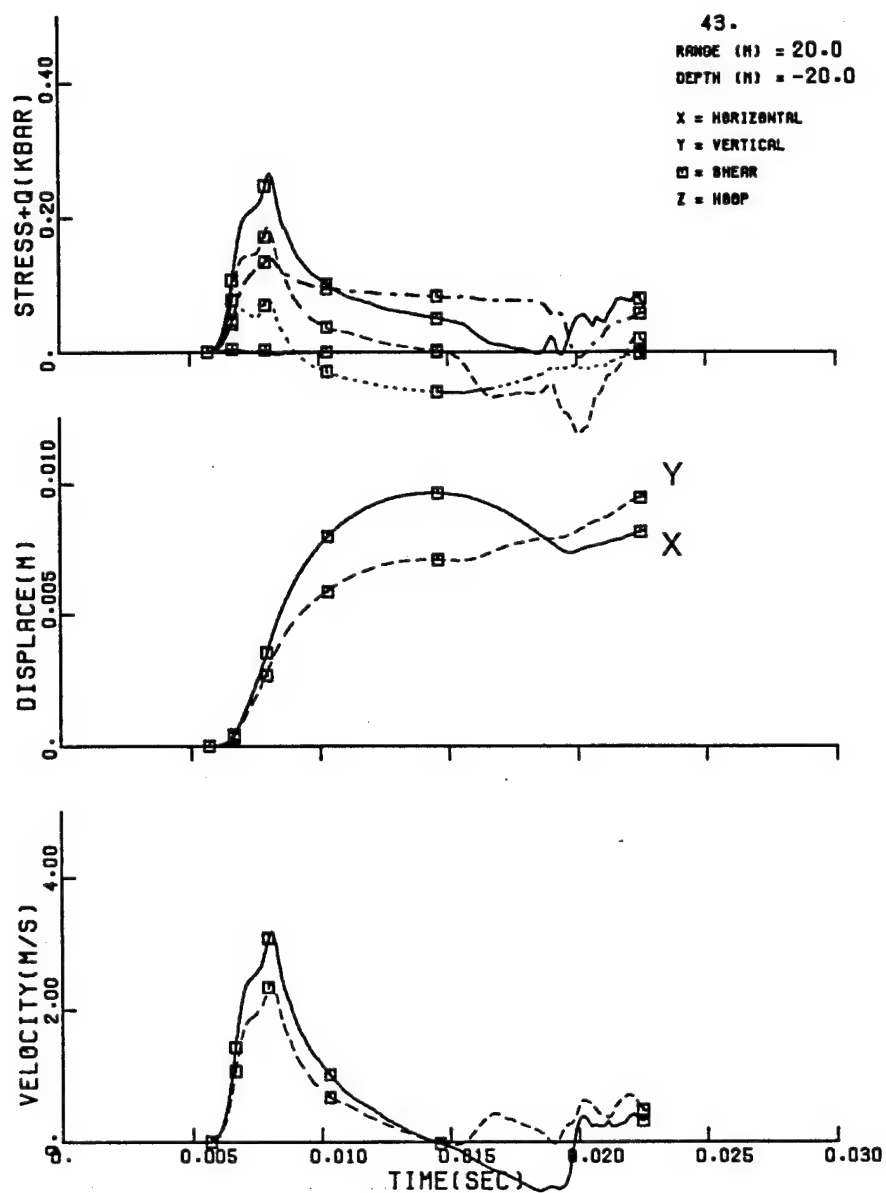 43.
RANGE (M) = 20.0
DEPTH (M) = -20.0
X = HORIZONTAL
Y = VERTICAL
□ = SHEAR
Z = HOOP
STRESS+Q(KBAR)
0.40
0.20
0.
DISPLACE(M)
0.010
0.005
0.
Y
X
VELOCITY(M/S)
4.00
2.00
0.
0. 0.005 0.010 0.015 0.020 0.025 0.030
TIME(SEC)